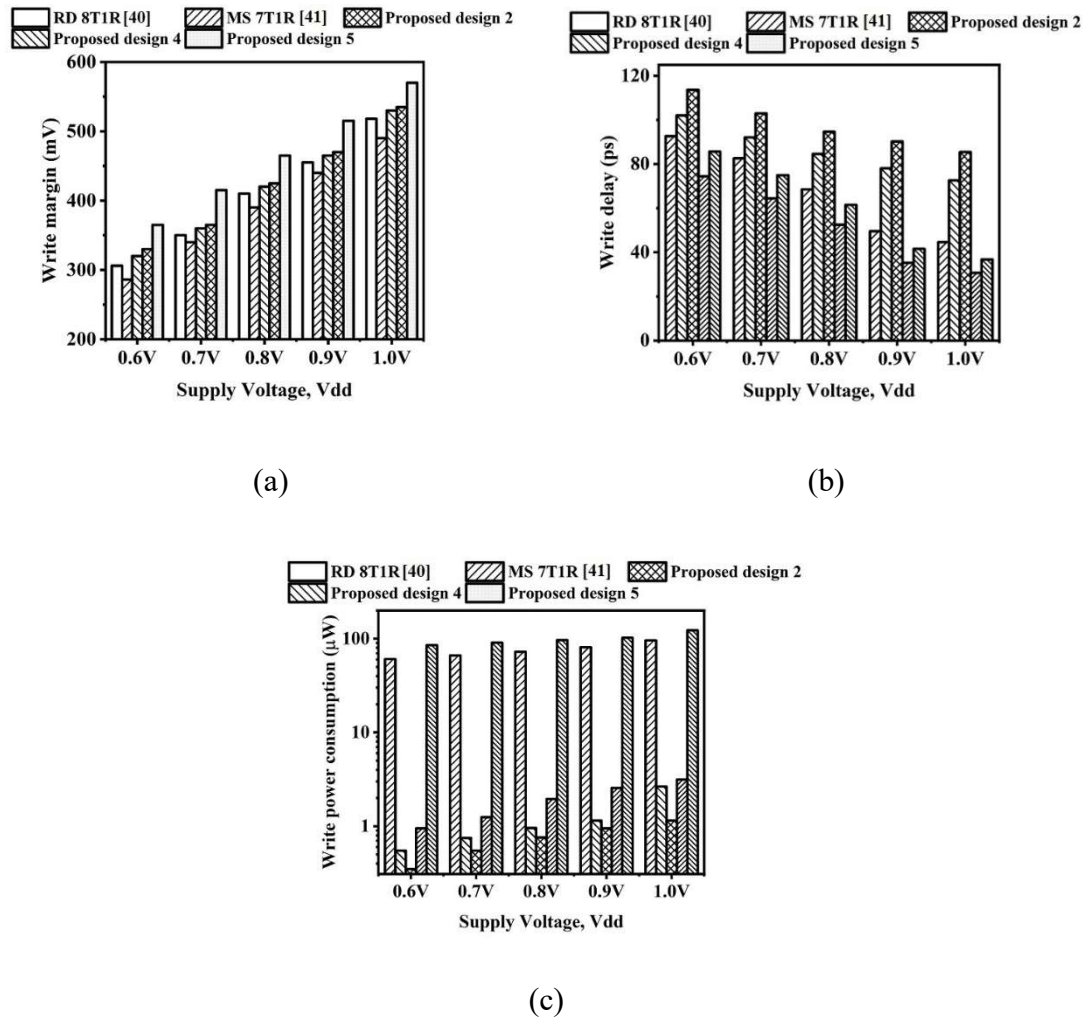 RD 8T1R [40] MS 7T1R [41] Proposed design 2
Proposed design 4 Proposed design 5
Write margin (mV)
500
400
300
200
0.6V 0.7V 0.8V 0.9V 1.0V
Supply Voltage, Vdd
(a)
RD 8T1R [40] MS 7T1R [41] Proposed design 2
Proposed design 4 Proposed design 5
Write delay (ps)
120
80
40
0
0.6V 0.7V 0.8V 0.9V 1.0V
Supply Voltage, Vdd
(b)
RD 8T1R [40] MS 7T1R [41] Proposed design 2
Proposed design 4 Proposed design 5
Write power consumption (μW)
100
10
1
0.6V 0.7V 0.8V 0.9V 1.0V
Supply Voltage, Vdd
(c)